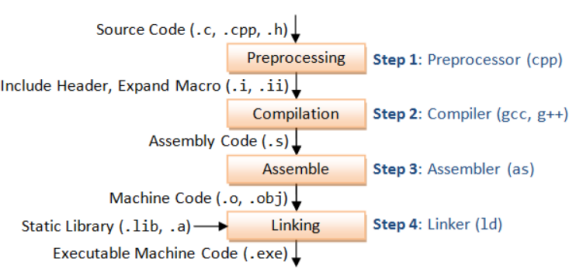 Source Code (.c, .cpp, .h)
Preprocessing
Step 1: Preprocessor (cpp)
Include Header, Expand Macro (.i, .ii)
Compilation
Step 2: Compiler (gcc, g++)
Assembly Code (.s)
Assemble
Step 3: Assembler (as)
Machine Code (.o, .obj)
Static Library (.lib, .a)
Linking
Step 4: Linker (ld)
Executable Machine Code (.exe)